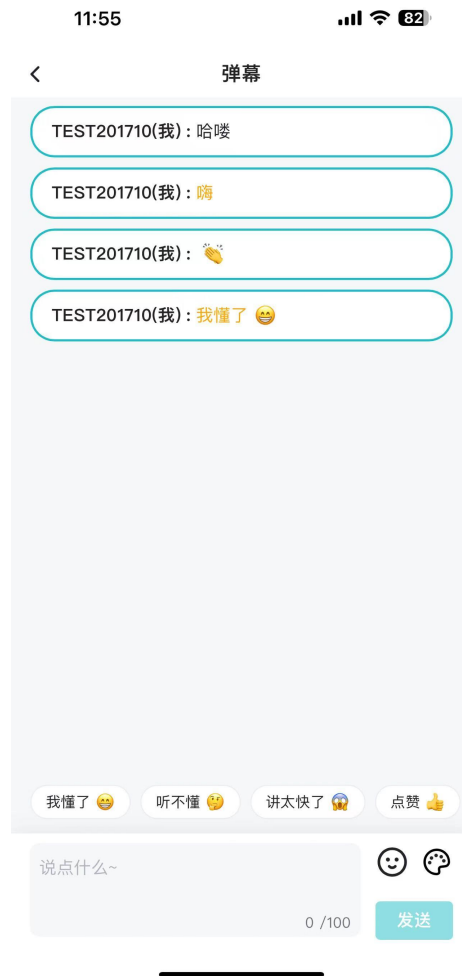 11:55
82
弹幕
TEST201710(我) : 哈喽
TEST201710(我) : 嗨
TEST201710(我) : 👏
TEST201710(我) : 我懂了 😁
我懂了 😁 听不懂 🤔 讲太快了 😱 点赞 👍
说点什么~
0 /100
发送